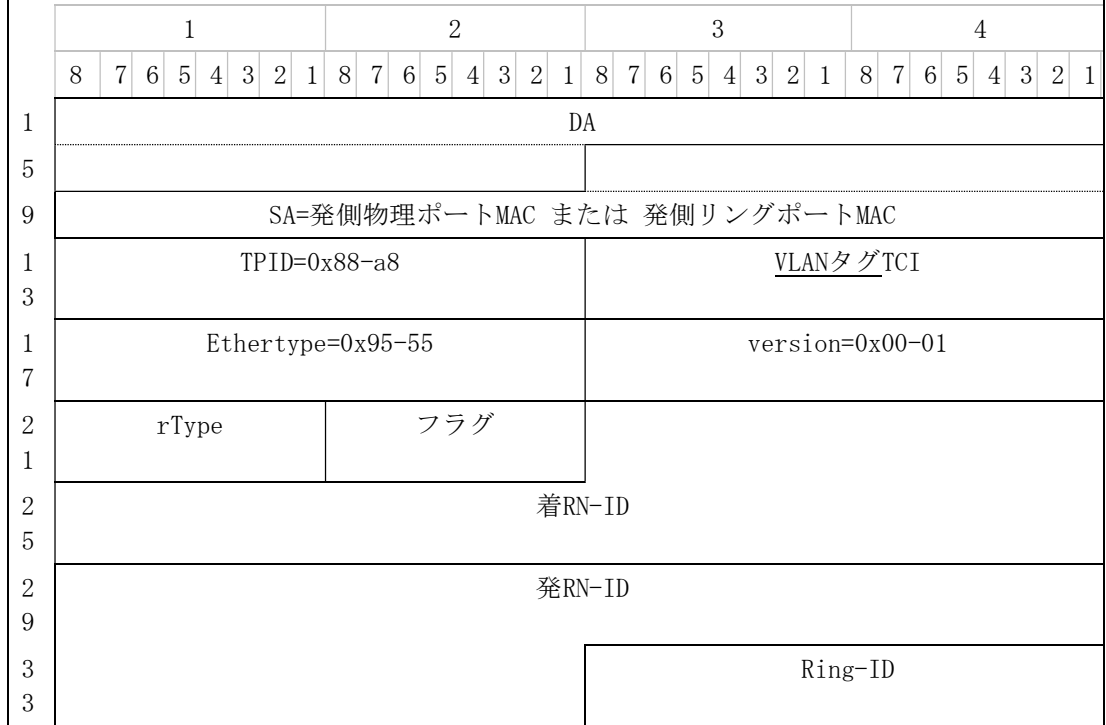 1 2 3 4
8 7 6 5 4 3 2 1 8 7 6 5 4 3 2 1 8 7 6 5 4 3 2 1 8 7 6 5 4 3 2 1
1 DA
5
9 SA=発側物理ポートMAC または 発側リングポートMAC
1 TPID=0x88-a8 VLANタグTCI
3
1 Ethertype=0x95-55 version=0x00-01
7
2 rType フラグ
1
2 着RN-ID
5
2 発RN-ID
9
3 Ring-ID
3